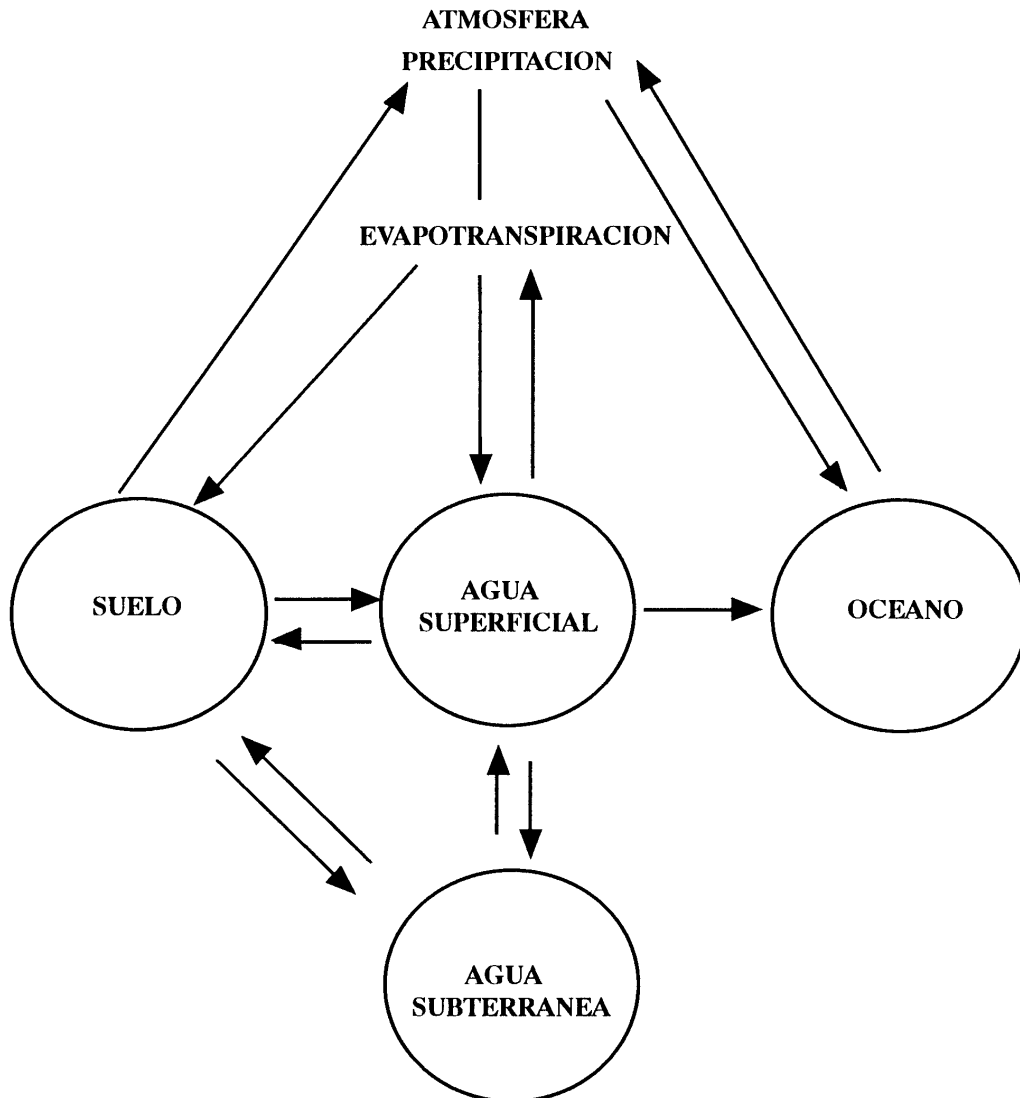 ATMOSFERA
PRECIPITACION
EVAPOTRANSPIRACION
SUELO
AGUA
SUPERFICIAL
OCEANO
AGUA
SUBTERRANEA